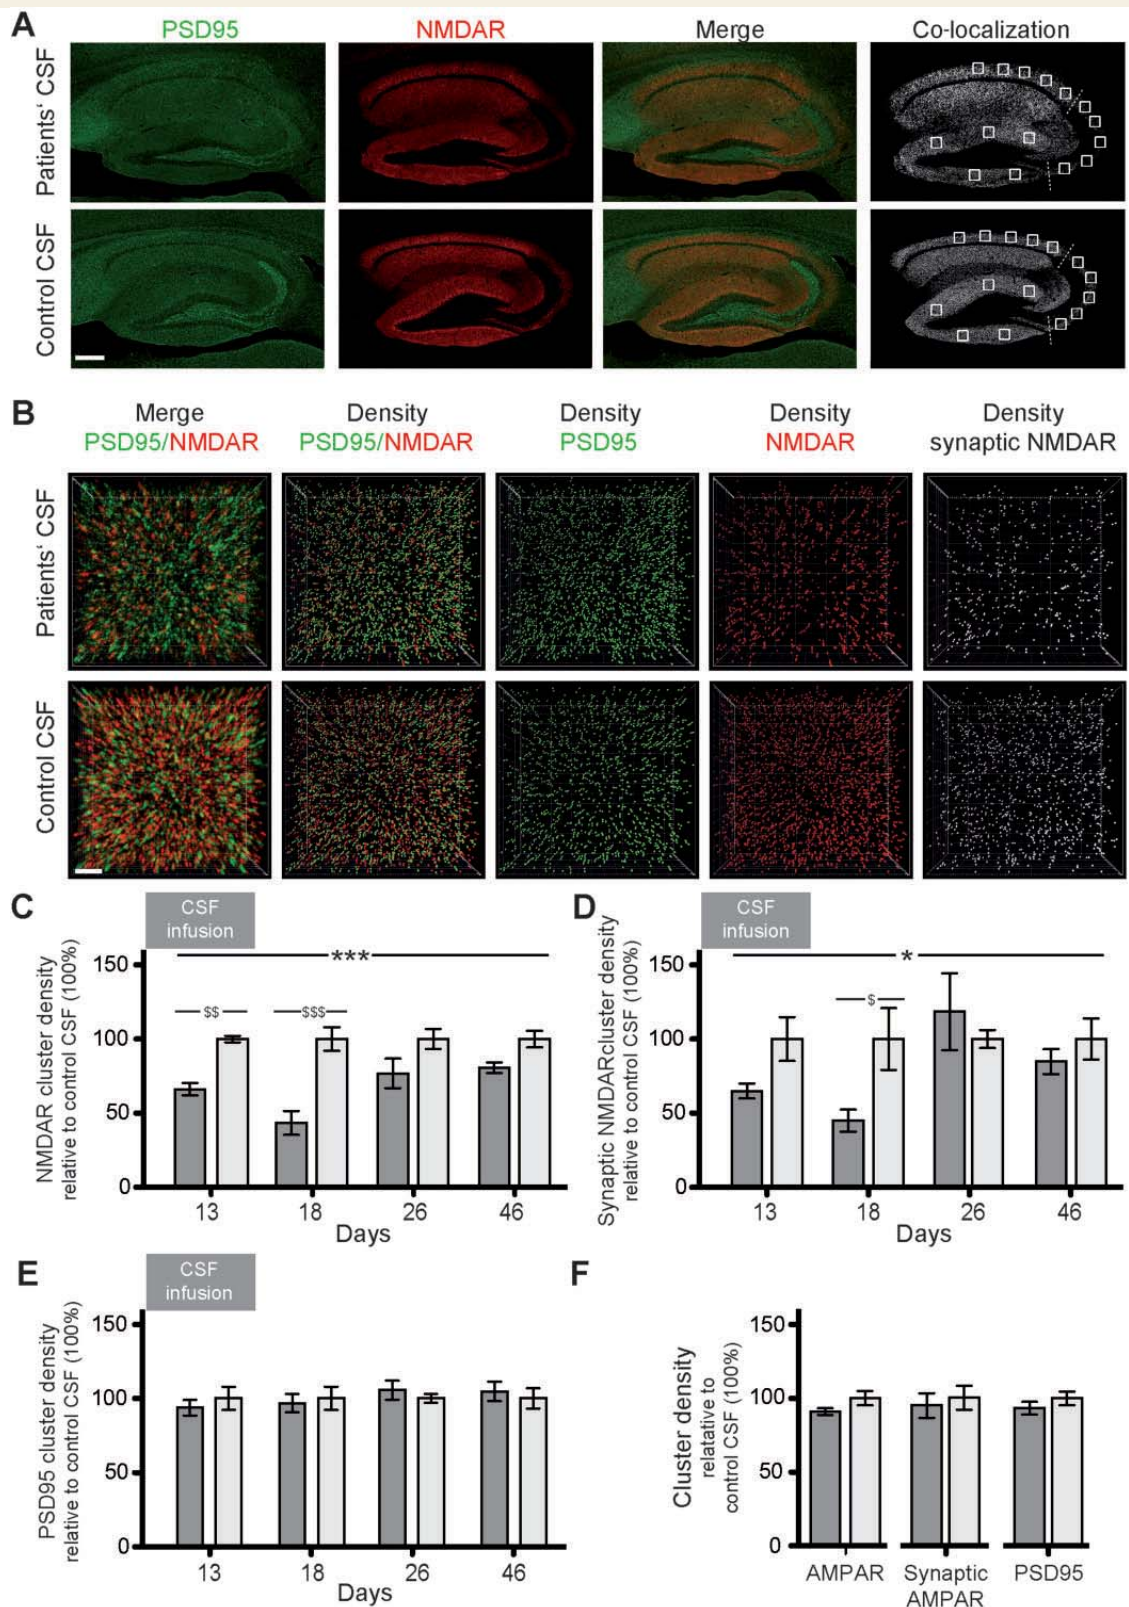 A
PSD95
NMDAR
Merge
Co-localization
Patients' CSF
Control CSF
B
Merge
PSD95/NMDAR
Density
PSD95/NMDAR
Density
PSD95
Density
NMDAR
Density
synaptic NMDAR
Patients' CSF
Control CSF
C
CSF
infusion
NMDAR cluster density
relative to control CSF (100%)
150
100
50
0
***
$$
$$$
13
18
26
46
Days
D
CSF
infusion
Synaptic NMDARcluster density
relative to control CSF (100%)
150
100
50
0
*
$
13
18
26
46
Days
E
CSF
infusion
PSD95 cluster density
relative to control CSF (100%)
150
100
50
0
13
18
26
46
Days
F
Cluster density
relatative to
control CSF (100%)
150
100
50
0
AMPAR
Synaptic
AMPAR
PSD95